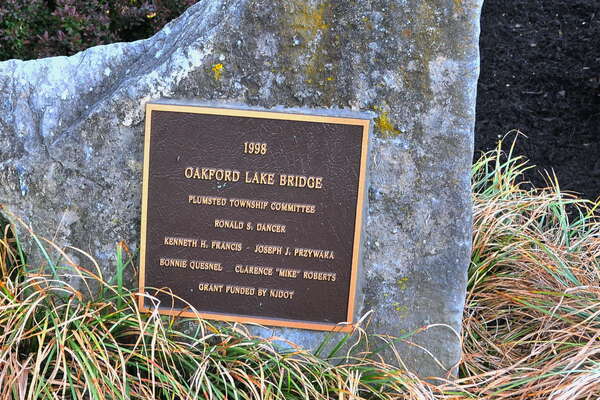 1998
OAKFORD LAKE BRIDGE
PLUMSTED TOWNSHIP COMMITTEE
RONALD S. DANCER
KENNETH H. FRANCIS - JOSEPH J. PRZYWARA
BONNIE QUESNEL CLARENCE "MIKE" ROBERTS
GRANT FUNDED BY NJDOT